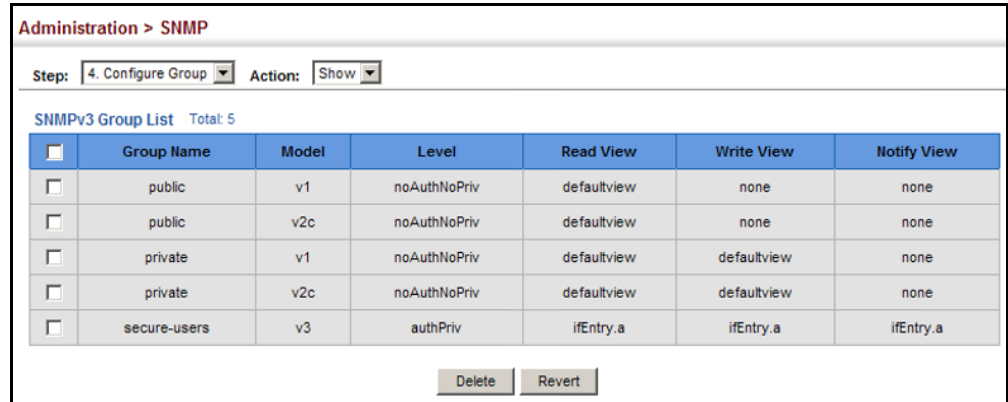 Administration > SNMP
Step: 4. Configure Group Action: Show
SNMPv3 Group List Total: 5
Group Name Model Level Read View Write View Notify View
public v1 noAuthNoPriv defaultview none none
public v2c noAuthNoPriv defaultview none none
private v1 noAuthNoPriv defaultview defaultview none
private v2c noAuthNoPriv defaultview defaultview none
secure-users v3 authPriv ifEntry.a ifEntry.a ifEntry.a
Delete Revert